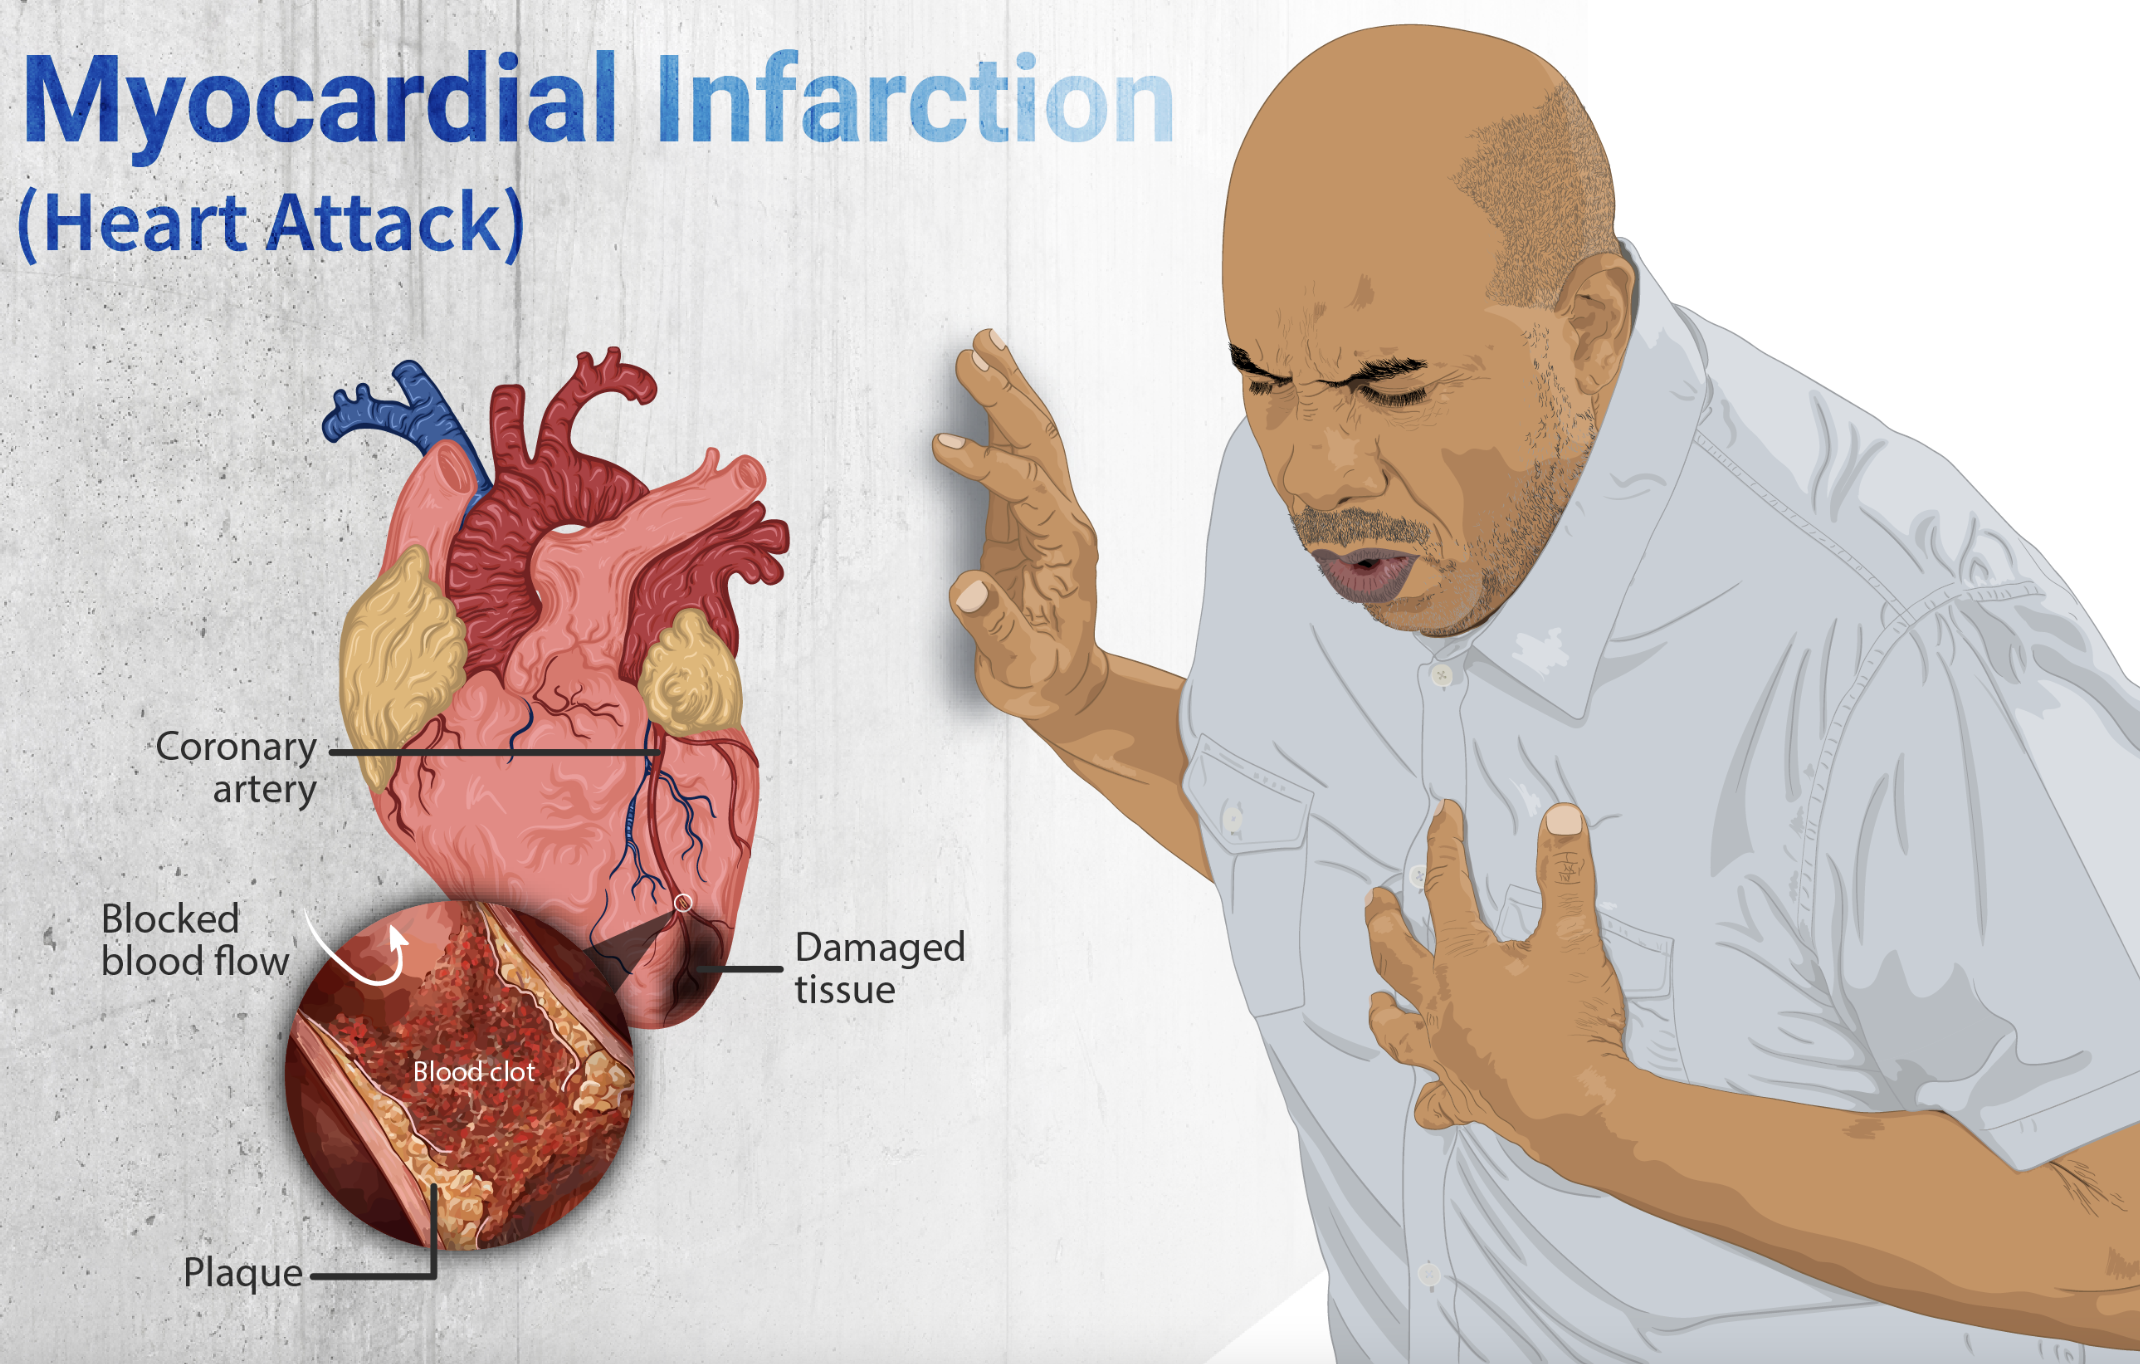 Myocardial Infarction
(Heart Attack)
Coronary
artery
Blocked
blood flow
Damaged
tissue
Blood clot
Plaque